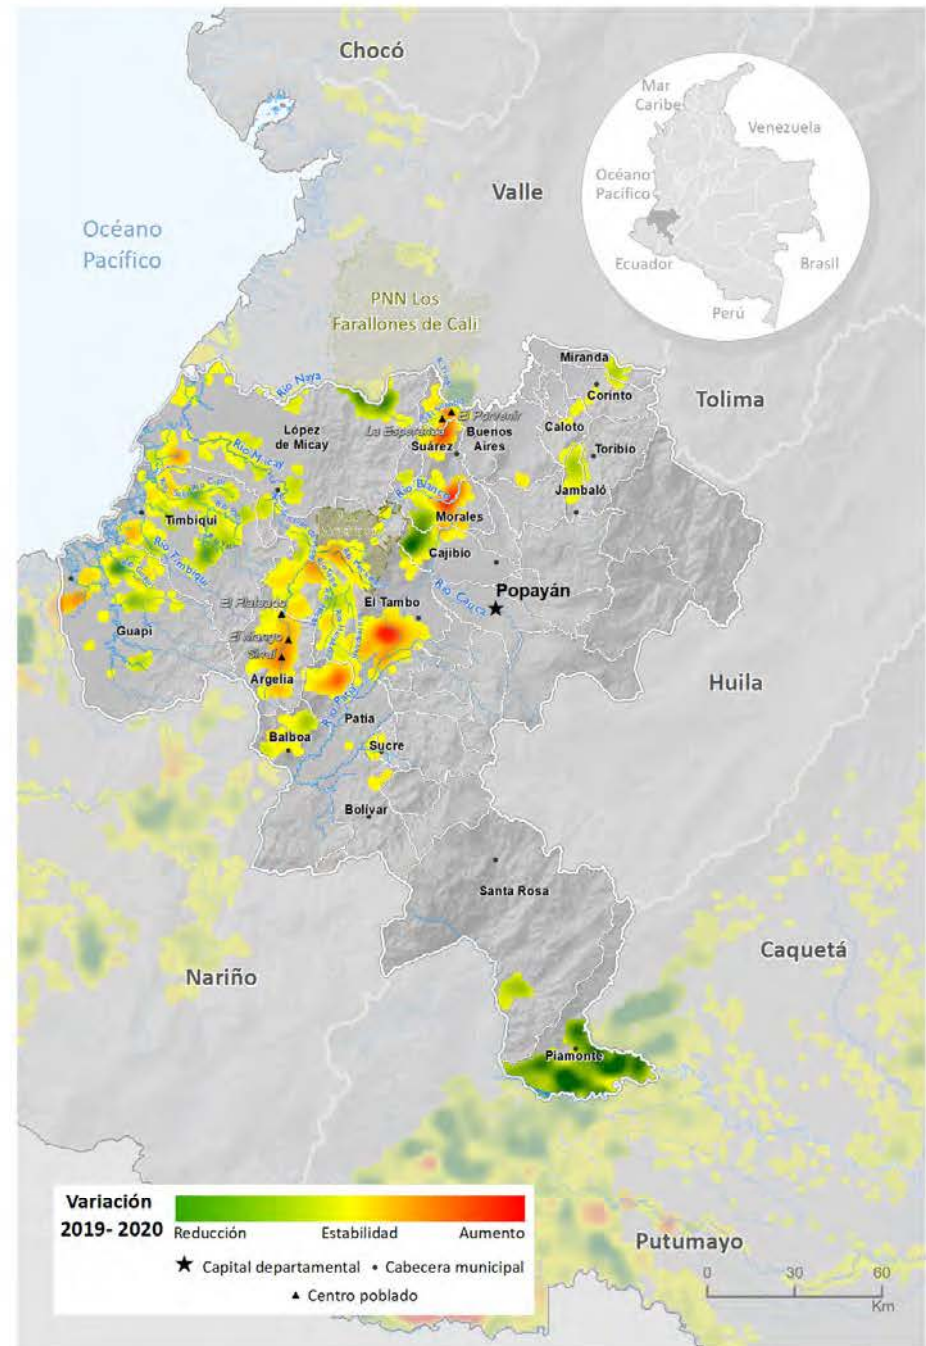 Chocó
Mar
Caribe
Venezuela
Valle
Océano
Pacífico
Océano
Pacífico
Ecuador
Brasil
Perú
PNN Los
Farallones de Cali
Miranda
Río Naya
Corinto
Tolima
El Porvenir
La Esperanza
López
de Micay
Suárez
Buenos
Aires
Caloto
Toribio
Río Micay
Jambaló
Río Blanco
Morales
Timbiquí
Cajibío
Río Timbiquí
Popayán
Río Cauca
El Plateado
El Tambo
Guapi
El Mango
Sinaí
Argelia
Huila
Río Patía
Patía
Balboa
Sucre
Bolívar
Santa Rosa
Caquetá
Nariño
Piamonte
Variación
2019- 2020
Reducción Estabilidad Aumento
Capital departamental Cabecera municipal
Centro poblado
Putumayo
0 30 60
Km